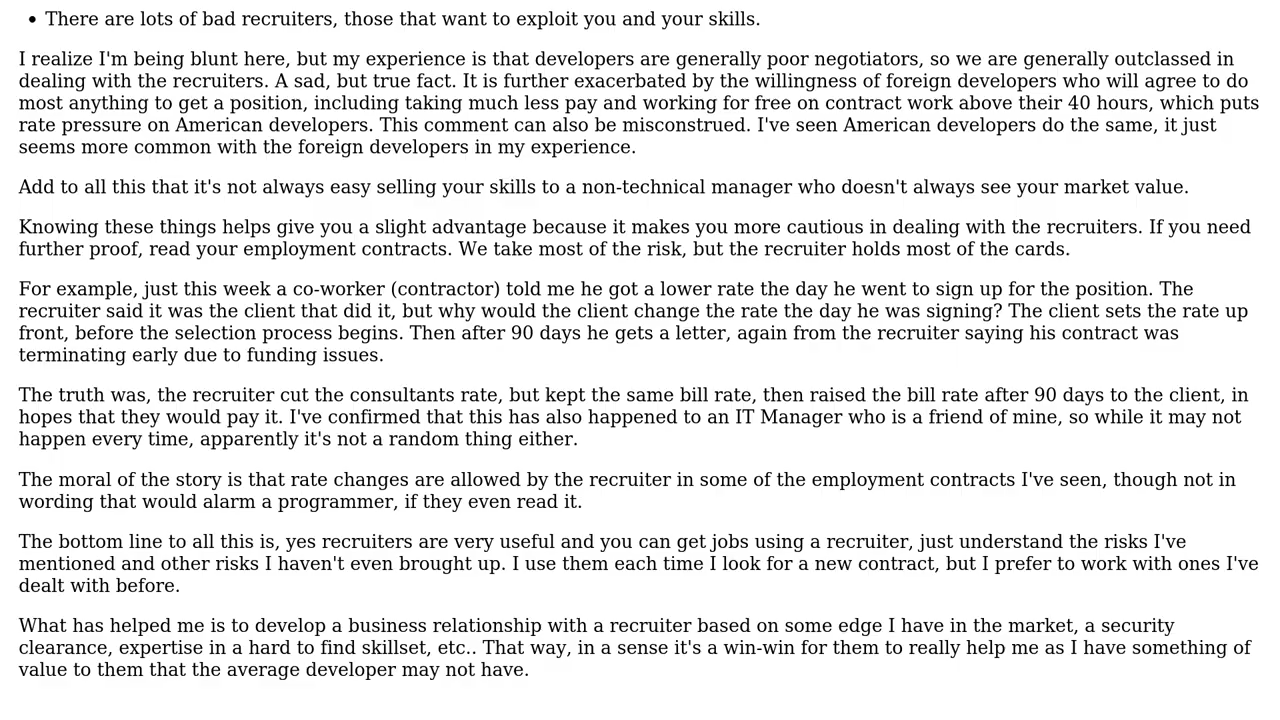 • There are lots of bad recruiters, those that want to exploit you and your skills.
I realize I'm being blunt here, but my experience is that developers are generally poor negotiators, so we are generally outclassed in
dealing with the recruiters. A sad, but true fact. It is further exacerbated by the willingness of foreign developers who will agree to do
most anything to get a position, including taking much less pay and working for free on contract work above their 40 hours, which puts
rate pressure on American developers. This comment can also be misconstrued. I've seen American developers do the same, it just
seems more common with the foreign developers in my experience.
Add to all this that it's not always easy selling your skills to a non-technical manager who doesn't always see your market value.
Knowing these things helps give you a slight advantage because it makes you more cautious in dealing with the recruiters. If you need
further proof, read your employment contracts. We take most of the risk, but the recruiter holds most of the cards.
For example, just this week a co-worker (contractor) told me he got a lower rate the day he went to sign up for the position. The
recruiter said it was the client that did it, but why would the client change the rate the day he was signing? The client sets the rate up
front, before the selection process begins. Then after 90 days he gets a letter, again from the recruiter saying his contract was
terminating early due to funding issues.
The truth was, the recruiter cut the consultants rate, but kept the same bill rate, then raised the bill rate after 90 days to the client, in
hopes that they would pay it. I've confirmed that this has also happened to an IT Manager who is a friend of mine, so while it may not
happen every time, apparently it's not a random thing either.
The moral of the story is that rate changes are allowed by the recruiter in some of the employment contracts I've seen, though not in
wording that would alarm a programmer, if they even read it.
The bottom line to all this is, yes recruiters are very useful and you can get jobs using a recruiter, just understand the risks I've
mentioned and other risks I haven't even brought up. I use them each time I look for a new contract, but I prefer to work with ones I've
dealt with before.
What has helped me is to develop a business relationship with a recruiter based on some edge I have in the market, a security
clearance, expertise in a hard to find skillset, etc.. That way, in a sense it's a win-win for them to really help me as I have something of
value to them that the average developer may not have.